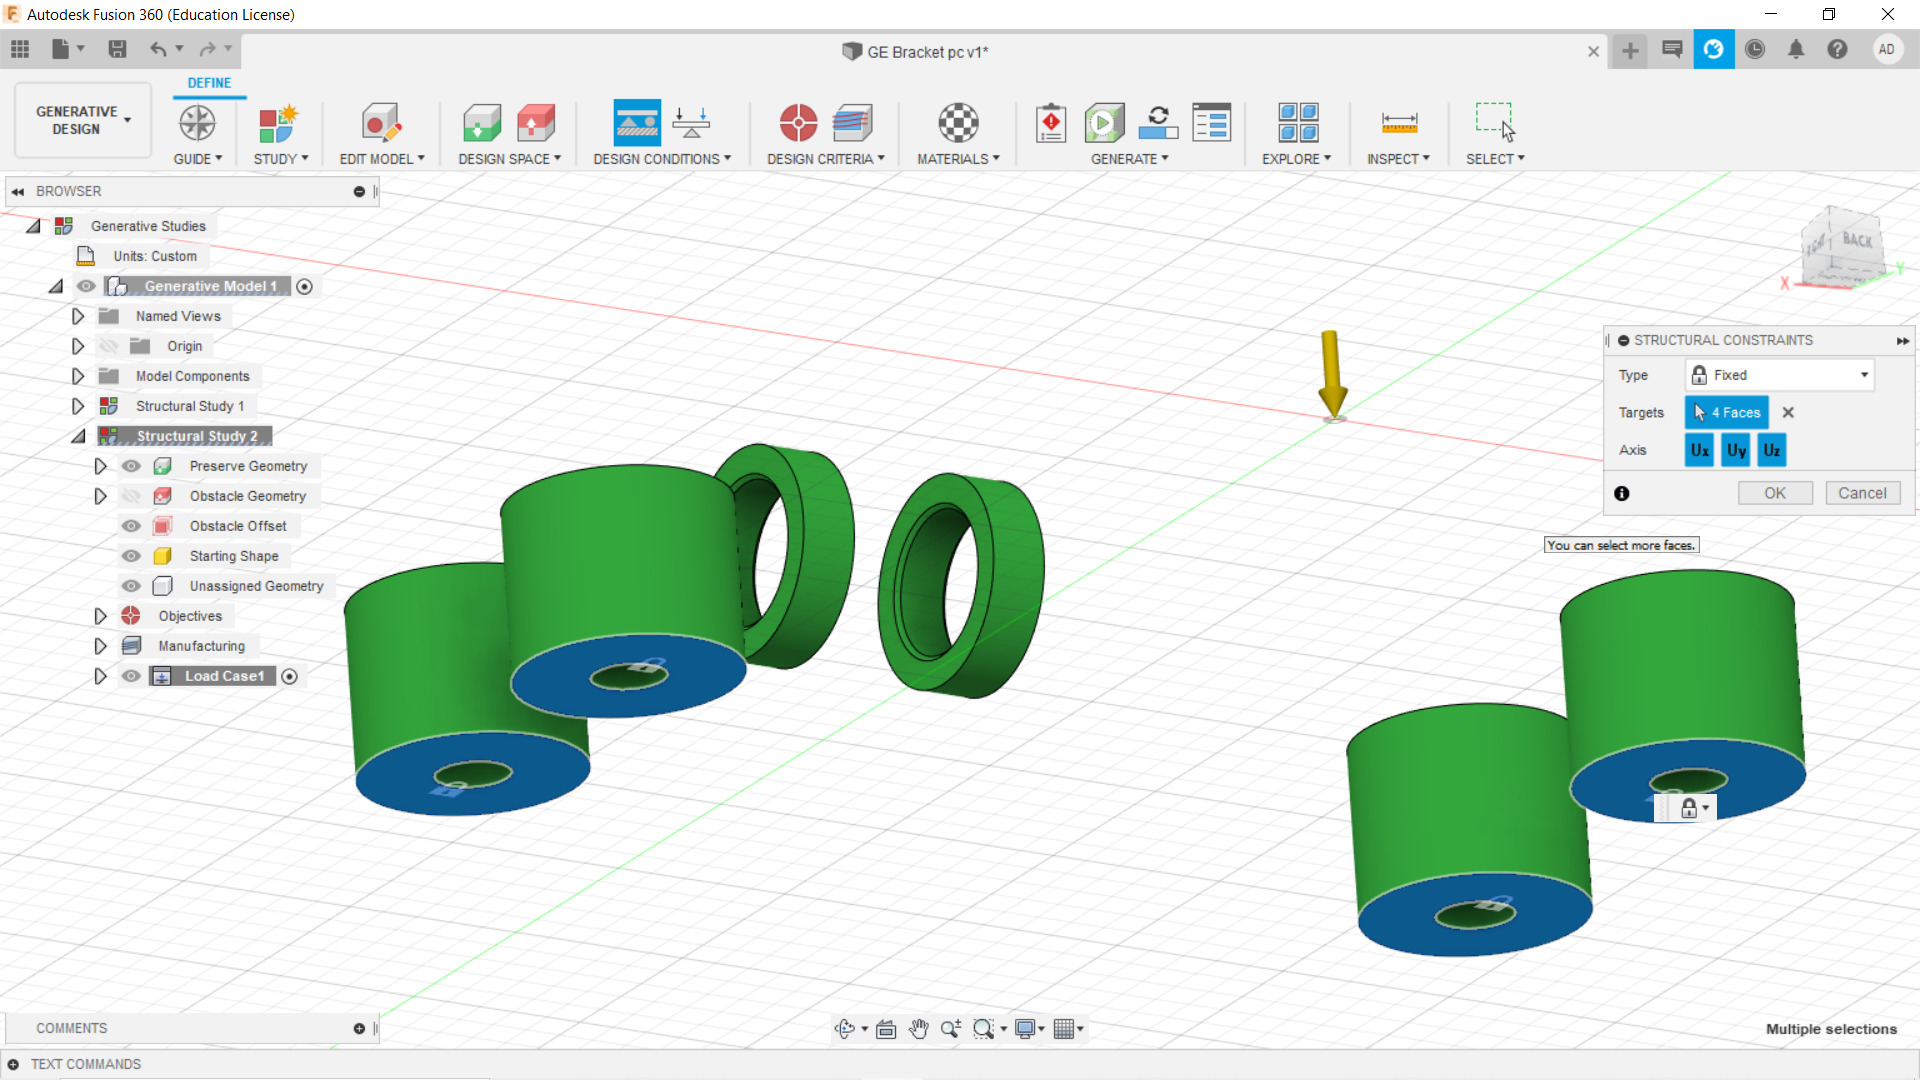 Autodesk Fusion 360 (Education License)
GE Bracket pc v1*
AD
DEFINE
GENERATIVE
DESIGN
GUIDE
STUDY
EDIT MODEL
DESIGN SPACE
DESIGN CONDITIONS
DESIGN CRITERIA
MATERIALS
GENERATE
EXPLORE
INSPECT
SELECT
BROWSER
Generative Studies
Units: Custom
Generative Model 1
Named Views
Origin
Model Components
Structural Study 1
Structural Study 2
Preserve Geometry
Obstacle Geometry
Obstacle Offset
Starting Shape
Unassigned Geometry
Objectives
Manufacturing
Load Case1
BACK
X
Y
STRUCTURAL CONSTRAINTS
Type
Fixed
Targets
4 Faces
Axis
Ux
Uy
Uz
OK
Cancel
You can select more faces.
COMMENTS
Multiple selections
TEXT COMMANDS